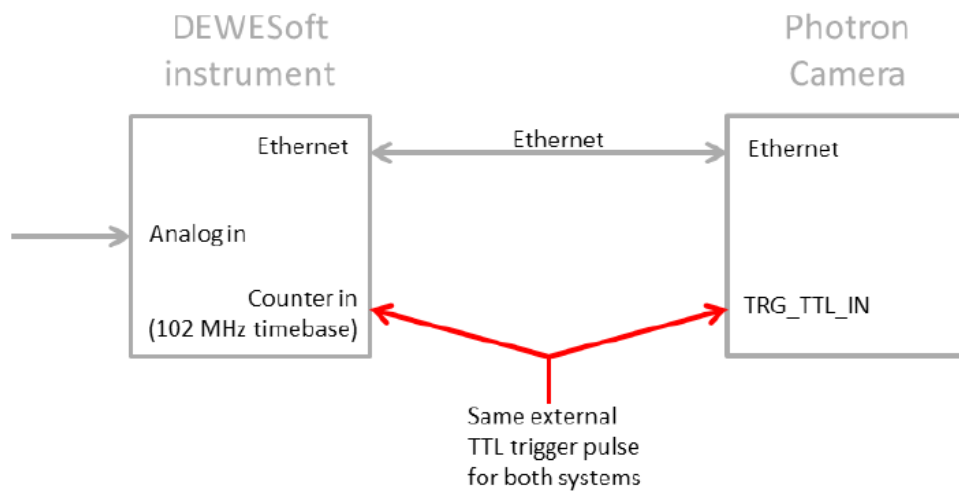 DEWESoft
instrument
Photron
Camera
Ethernet
Ethernet
Ethernet
Analog in
Counter in
(102 MHz timebase)
TRG_TTL_IN
Same external
TTL trigger pulse
for both systems